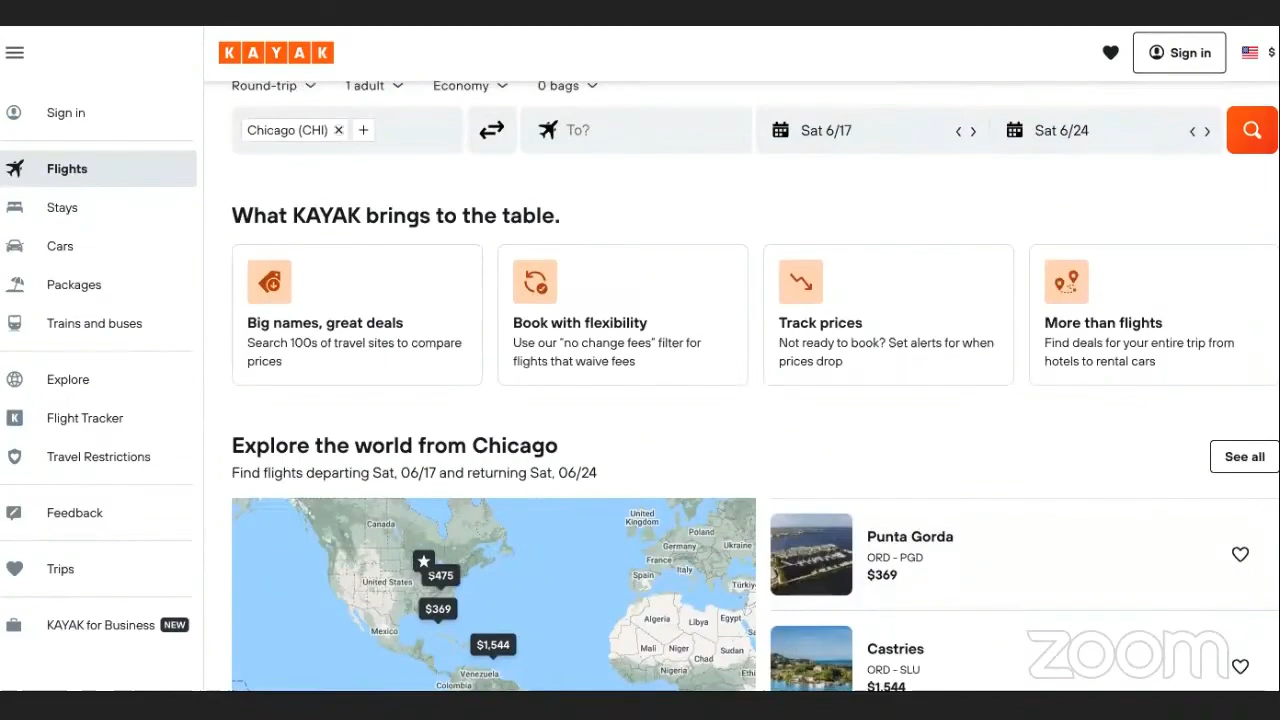 KAYAK
Sign in
$
Sign in
Flights
Stays
Cars
Packages
Trains and buses
Explore
Flight Tracker
Travel Restrictions
Feedback
Trips
KAYAK for Business NEW
Round-trip 1 adult Economy 0 bags
Chicago (CHI) × +
To?
Sat 6/17
Sat 6/24
What KAYAK brings to the table.
Big names, great deals
Search 100s of travel sites to compare
prices
Book with flexibility
Use our “no change fees” filter for
flights that waive fees
Track prices
Not ready to book? Set alerts for when
prices drop
More than flights
Find deals for your entire trip from
hotels to rental cars
Explore the world from Chicago
Find flights departing Sat, 06/17 and returning Sat, 06/24
See all
Canada
United
Kingdom
Poland
Germany
Ukraine
France
Italy
Spain
Türkiy
United States
$475
$369
Mexico
$1,544
Venezuela
Colombia
Algeria
Libya
Egypt
Mali
Niger
Chad
Sudan
Nigeria
Punta Gorda
ORD - PGD
$369
Castries
ORD - SLU
$1,544
zoom